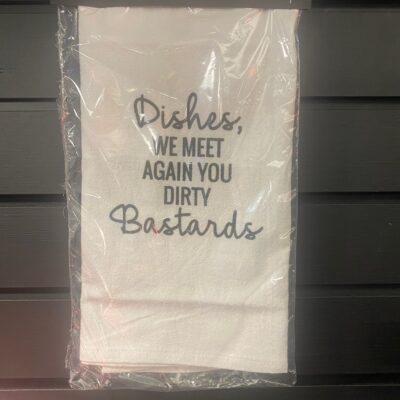 Dishes,
WE MEET
AGAIN YOU
DIRTY
Bastards